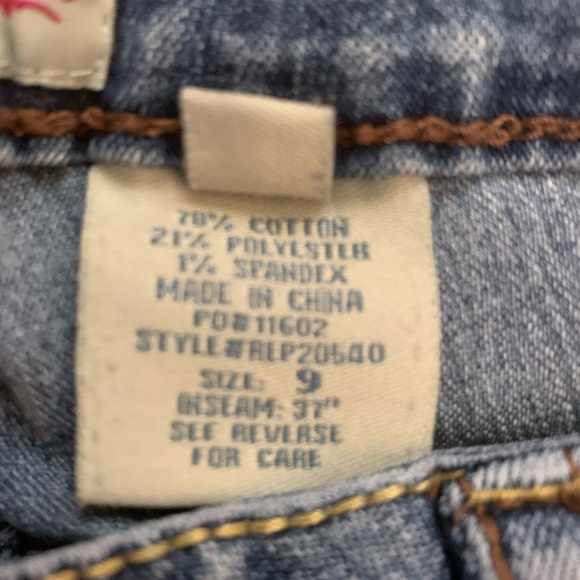 78% COTTON
21% POLYESTER
1% SPANDEX
MADE IN CHINA
PO#11602
STYLE#RLP20540
SIZE: 9
INSEAM: 37"
SEE REVERSE
FOR CARE